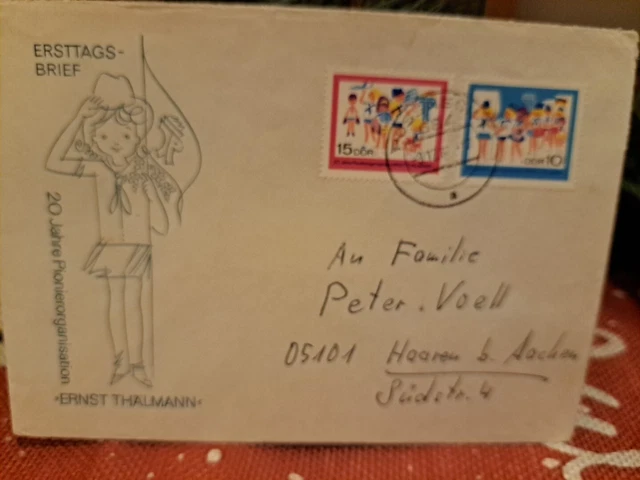 ERSTTAGS-
BRIEF
20 Jahre Pionierorganisation
»ERNST THÄLMANN«
15 DDR
DDR 10
An Familie
Peter. Voell
05101 Haaren b. Aachen
Südstr. 4